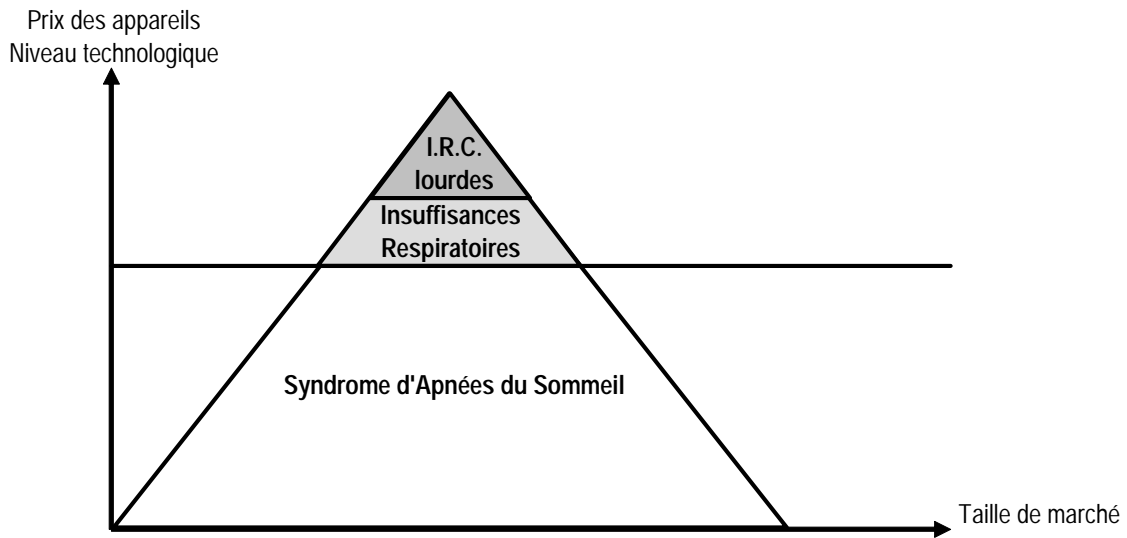 Prix des appareils
Niveau technologique
I.R.C.
lourdes
Insuffisances
Respiratoires
Syndrome d'Apnées du Sommeil
Taille de marché